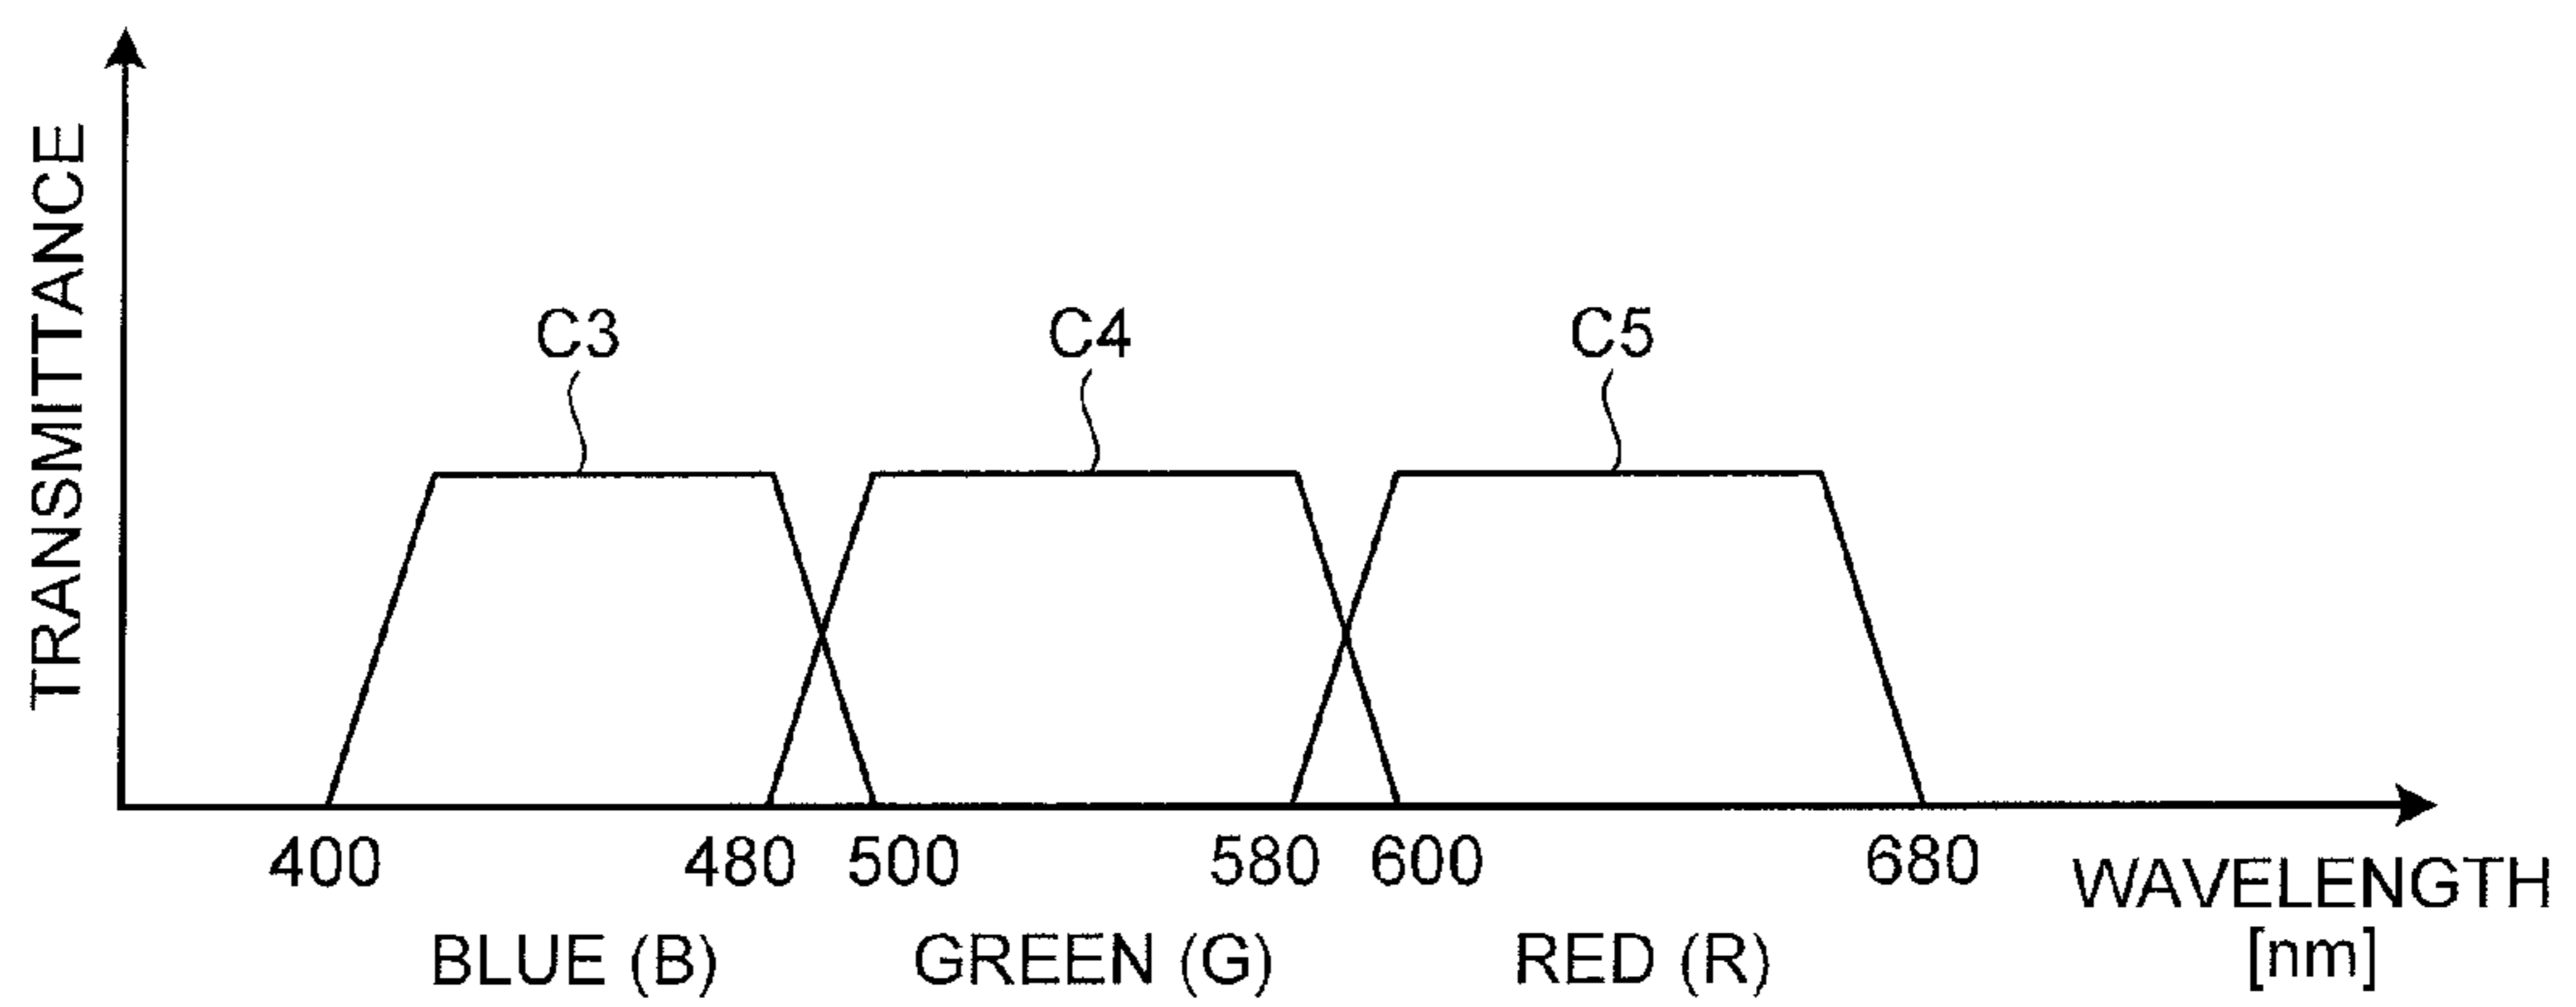 TRANSMITTANCE
C3 C4 C5
400 480 500 580 600 680
WAVELENGTH
[nm]
BLUE (B) GREEN (G) RED (R)